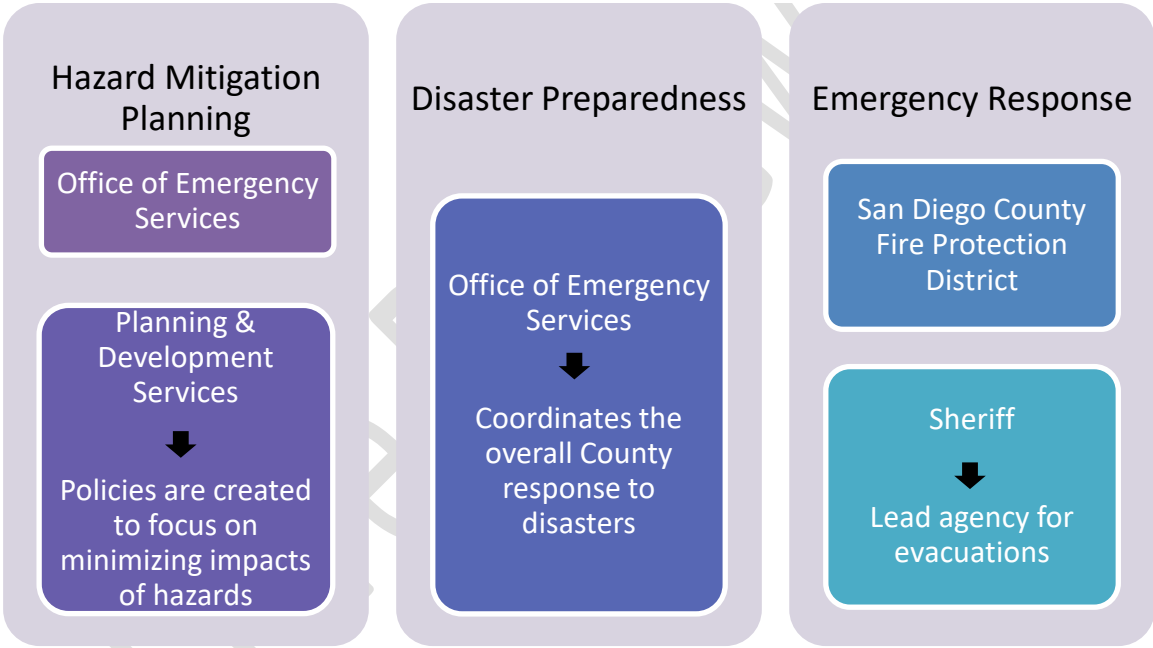 Hazard Mitigation
Planning
Office of Emergency
Services
Planning &
Development
Services
Policies are created
to focus on
minimizing impacts
of hazards
Disaster Preparedness
Office of Emergency
Services
Coordinates the
overall County
response to
disasters
Emergency Response
San Diego County
Fire Protection
District
Sheriff
Lead agency for
evacuations